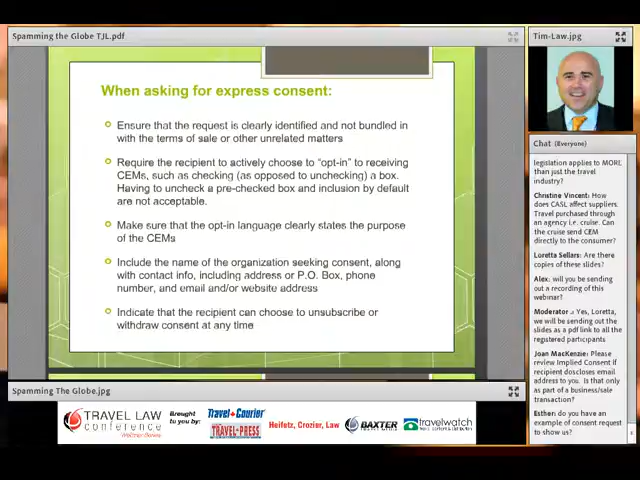 Spamming the Globe TJL.pdf
When asking for express consent:
Ensure that the request is clearly identified and not bundled in
with the terms of sale or other unrelated matters
Require the recipient to actively choose to “opt-in” to receiving
CEMs, such as checking (as opposed to unchecking) a box.
Having to uncheck a pre-checked box and inclusion by default
are not acceptable.
Make sure that the opt-in language clearly states the purpose
of the CEMs
Include the name of the organization seeking consent, along
with contact info, including address or P.O. Box, phone
number, and email and/or website address
Indicate that the recipient can choose to unsubscribe or
withdraw consent at any time
Tim-Law.jpg
Chat (Everyone)
legislation applies to MORE
than just the travel
industry?
Christine Vincent: How
does CASL affect suppliers.
Travel purchased through
an agency i.e. cruise. Can
the cruise send CEM
directly to the consumer?
Loretta Sellars: Are there
copies of these slides?
Alex: will you be sending
out a recording of this
webinar?
Moderator : Yes, Loretta,
we will be sending out the
slides as a pdf link to all the
registered participants
Joan MacKenzie: Please
review Implied Consent if
recipient doscloses email
address to you. Is that only
as part of a business/sale
transaction?
Esther: do you have an
example of consent request
to show us?
Spamming The Globe.jpg
TRAVEL LAW
conference
Webinar Series
Brought
to you by:
Travel Courier
TRAVEL PRESS
Heifetz, Crozier, Law
BAXTER
travelwatch